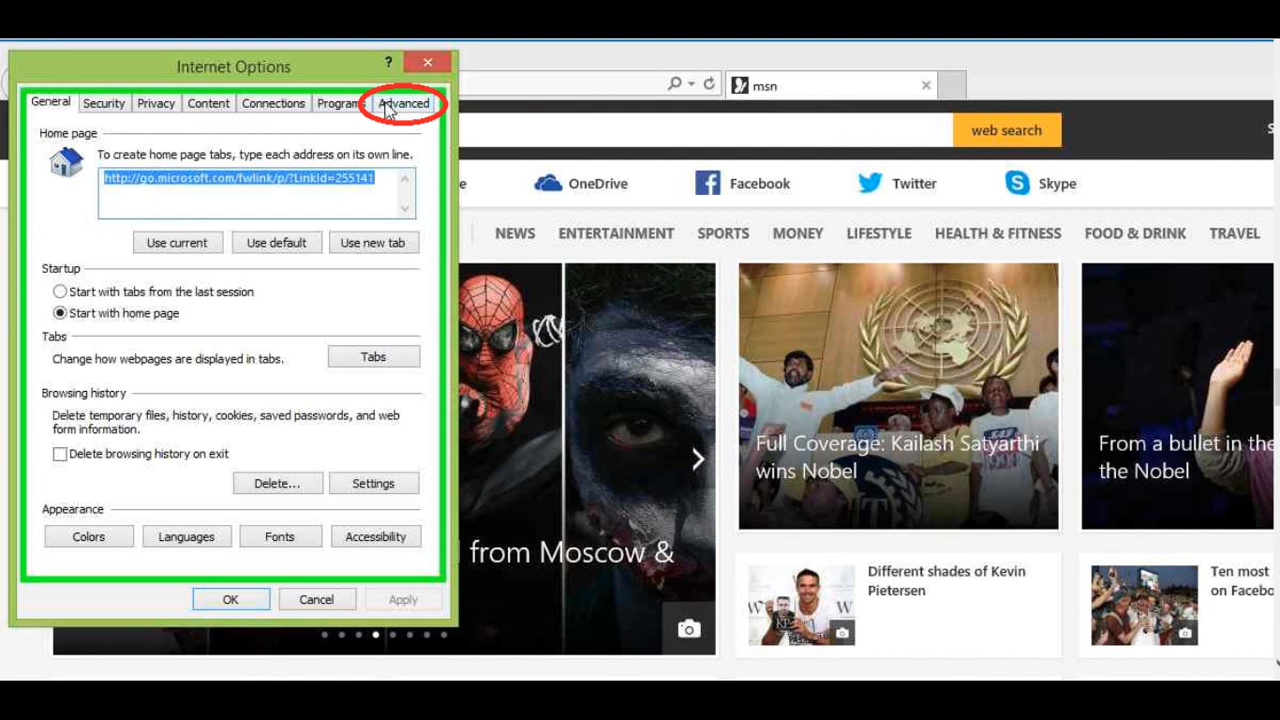 Internet Options
?
msn
General Security Privacy Content Connections Programs Advanced
Home page
To create home page tabs, type each address on its own line.
http://go.microsoft.com/fwlink/p/?LinkId=255141
Use current Use default Use new tab
Startup
Start with tabs from the last session
Start with home page
Tabs
Change how webpages are displayed in tabs.
Tabs
Browsing history
Delete temporary files, history, cookies, saved passwords, and web
form information.
Delete browsing history on exit
Delete... Settings
Appearance
Colors Languages Fonts Accessibility
OK Cancel Apply
web search
OneDrive Facebook Twitter Skype
NEWS ENTERTAINMENT SPORTS MONEY LIFESTYLE HEALTH & FITNESS FOOD & DRINK TRAVEL
from Moscow &
Full Coverage: Kailash Satyarthi
wins Nobel
From a bullet in the
the Nobel
Different shades of Kevin
Pietersen
Ten most
on Facebo